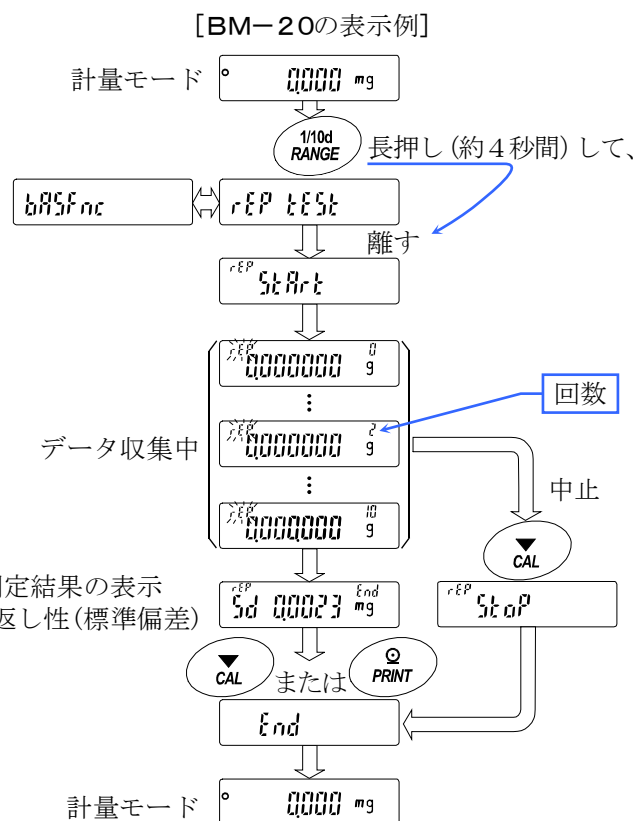 [BM－20の表示例]
計量モード
0.000 mg
1/10d
RANGE
長押し(約4秒間)して、
bASFnc
rEP tESt
離す
rEP
StArt
rEP 0.000000 g 0
⋮
回数
rEP 0.000000 g 2
データ収集中
⋮
中止
rEP 0.000000 g 10
CAL
定結果の表示
返し性(標準偏差)
rEP
Sd 0.0023 mg End
rEP
StoP
CAL
または
PRINT
End
計量モード
0.000 mg